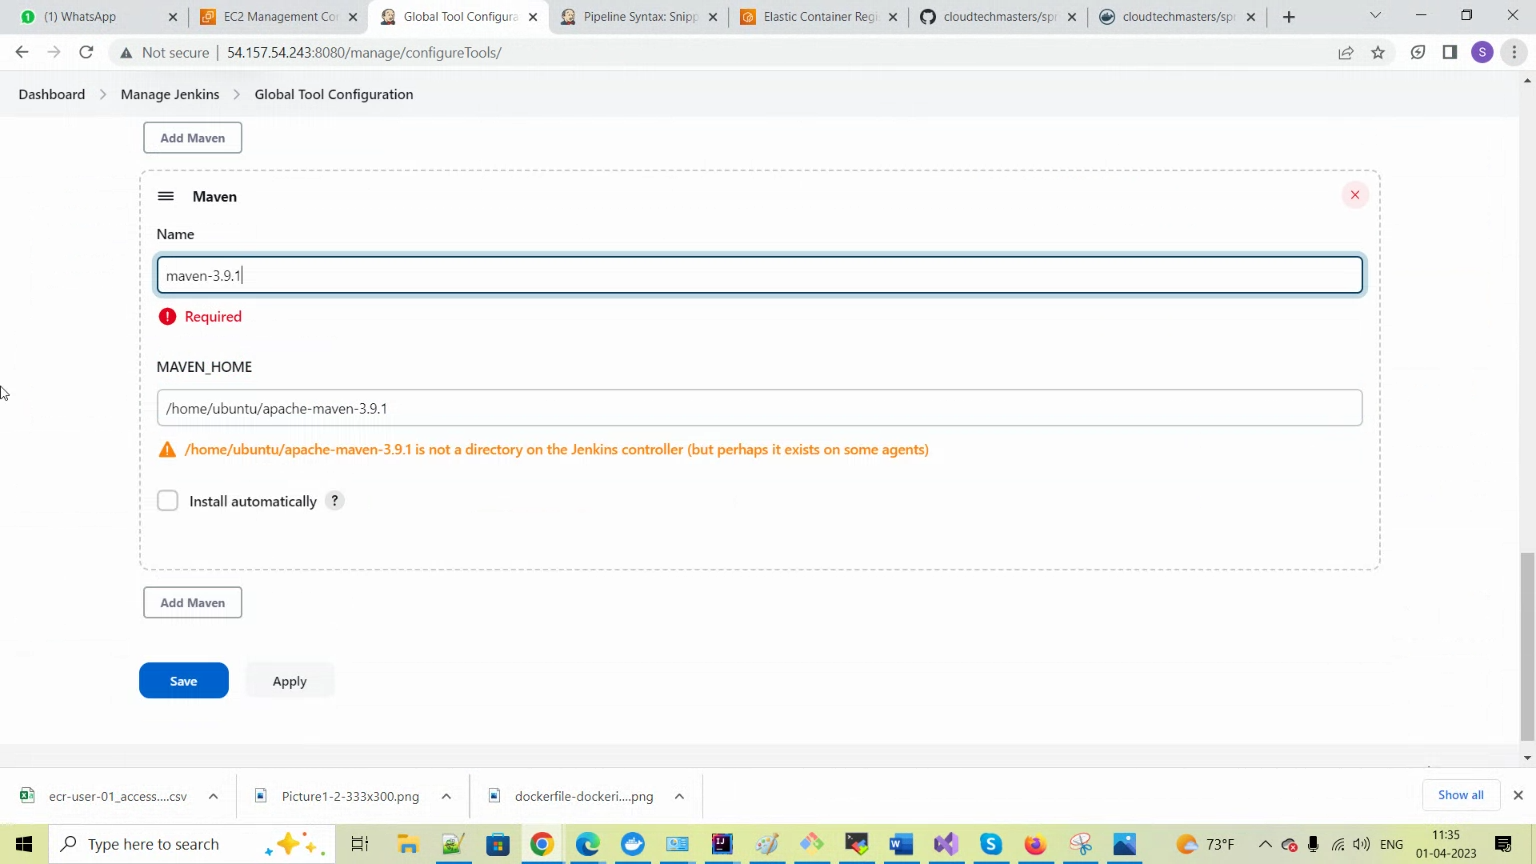 (1) WhatsApp
EC2 Management Co
Global Tool Configura
Pipeline Syntax: Snipp
Elastic Container Reg
cloudtechmasters/spr
cloudtechmasters/sp
Not secure
54.157.54.243:8080/manage/configureTools/
S
Dashboard
Manage Jenkins
Global Tool Configuration
Add Maven
Maven
Name
maven-3.9.1
Required
MAVEN_HOME
/home/ubuntu/apache-maven-3.9.1
/home/ubuntu/apache-maven-3.9.1 is not a directory on the Jenkins controller (but perhaps it exists on some agents)
Install automatically ?
Add Maven
Save
Apply
ecr-user-01_access....csv
Picture1-2-333x300.png
dockerfile-dockeri....png
Show all
Type here to search
73°F
ENG
11:35
01-04-2023